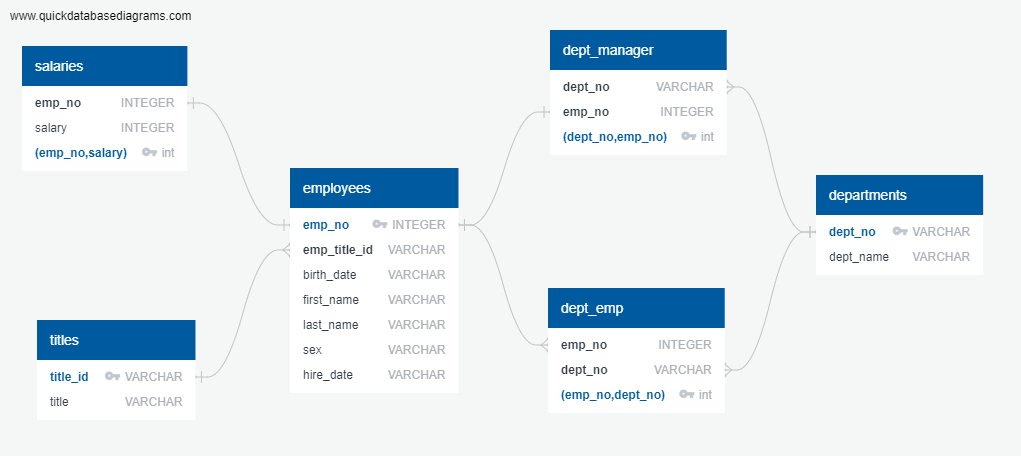 www.quickdatabasediagrams.com
salaries
emp_no INTEGER
salary INTEGER
(emp_no,salary) int
titles
title_id VARCHAR
title VARCHAR
employees
emp_no INTEGER
emp_title_id VARCHAR
birth_date VARCHAR
first_name VARCHAR
last_name VARCHAR
sex VARCHAR
hire_date VARCHAR
dept_manager
dept_no VARCHAR
emp_no INTEGER
(dept_no,emp_no) int
dept_emp
emp_no INTEGER
dept_no VARCHAR
(emp_no,dept_no) int
departments
dept_no VARCHAR
dept_name VARCHAR